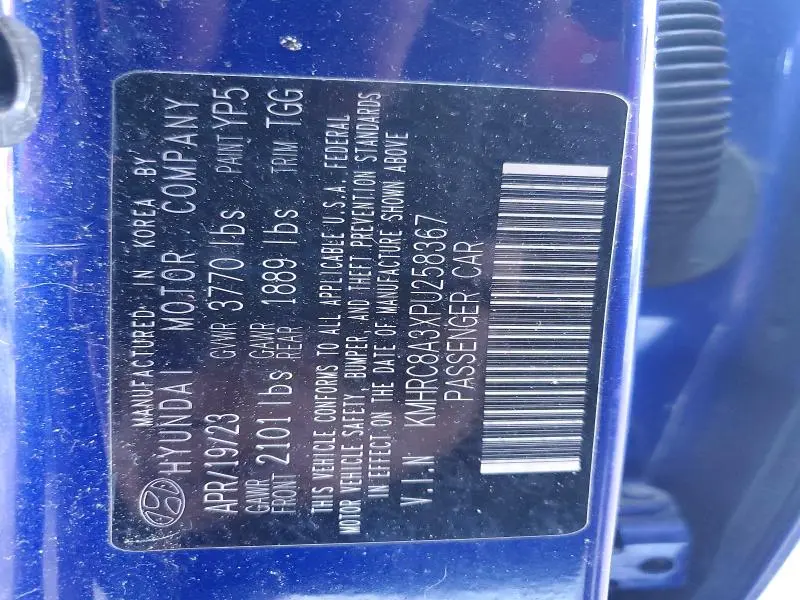 MANUFACTURED IN KOREA BY
HYUNDAI MOTOR COMPANY
APR/19/23 GVWR 3770 lbs PAINT YP5
GAWR FRONT 2101 lbs GAWR REAR 1889 lbs TRIM TGG
THIS VEHICLE CONFORMS TO ALL APPLICABLE U.S.A. FEDERAL
MOTOR VEHICLE SAFETY, BUMPER, AND THEFT PREVENTION STANDARDS
IN EFFECT ON THE DATE OF MANUFACTURE SHOWN ABOVE
V.I.N KMHRC8A3XPU258367
PASSENGER CAR